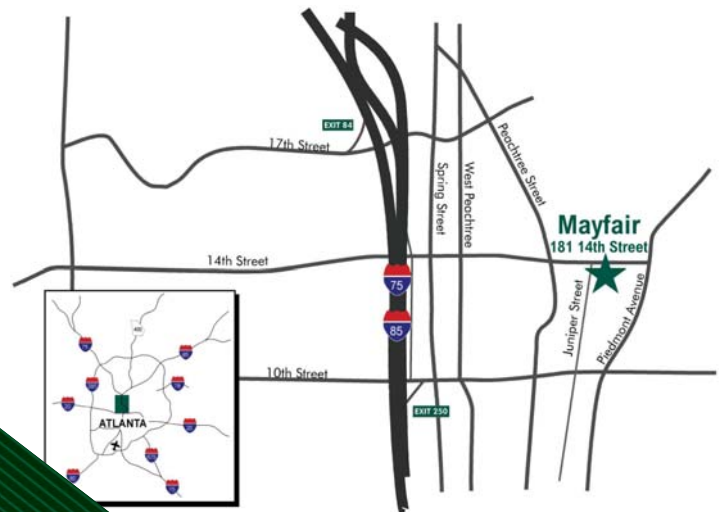 EXIT 84
17th Street
Peachtree Street
Spring Street
West Peachtree
Mayfair
181 14th Street
14th Street
75
85
Juniper Street
Piedmont Avenue
10th Street
EXIT 250
400
ATLANTA